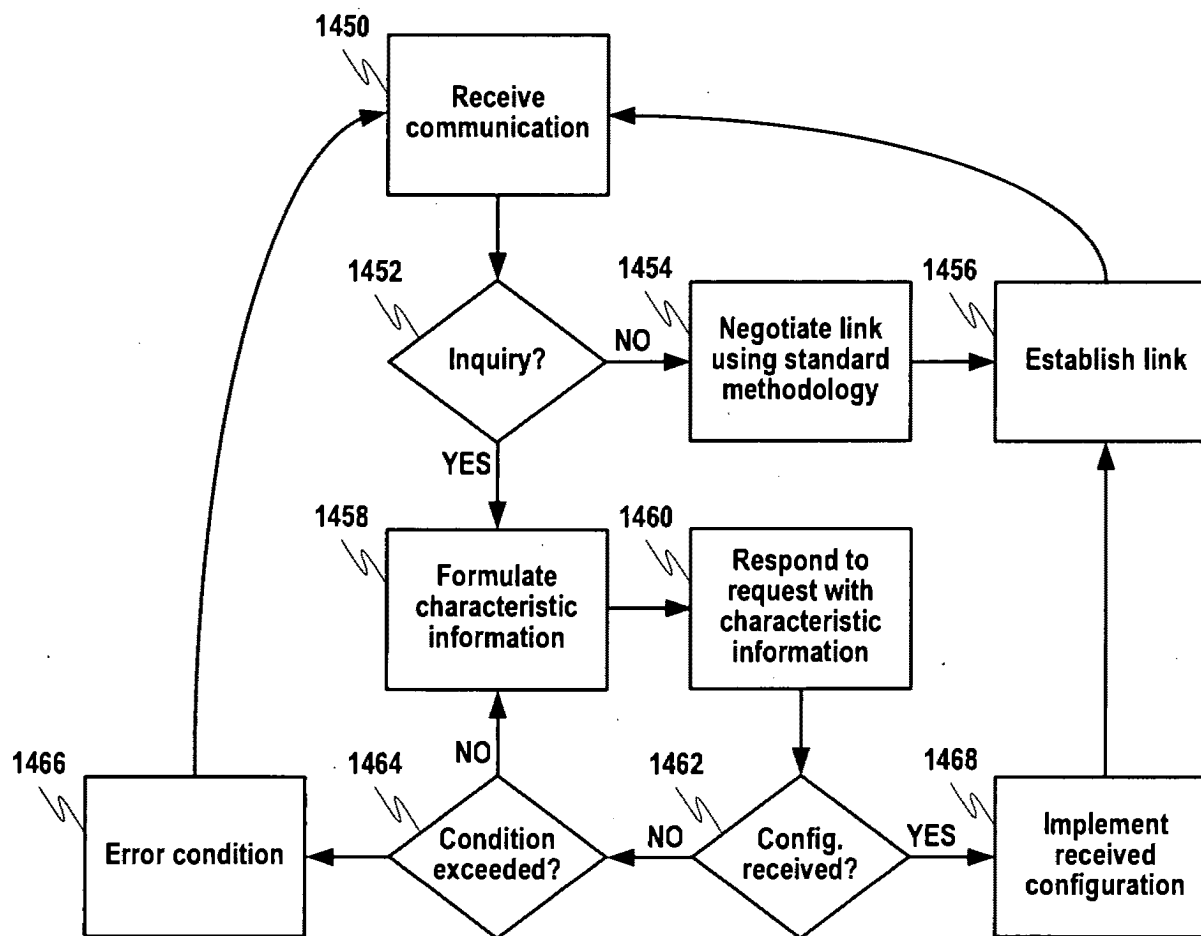 1450
Receive
communication
1452
Inquiry?
NO
1454
Negotiate link
using standard
methodology
1456
Establish link
YES
1458
Formulate
characteristic
information
1460
Respond to
request with
characteristic
information
1466
Error condition
NO
1464
Condition
exceeded?
NO
1462
Config.
received?
YES
1468
Implement
received
configuration